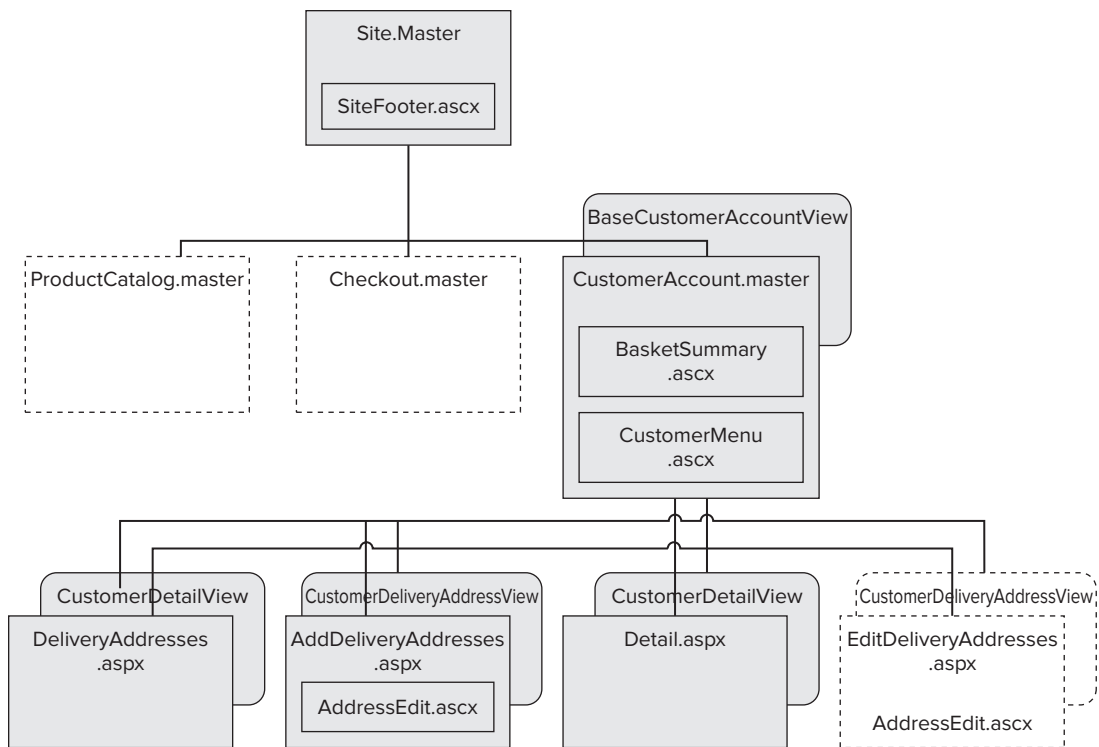 Site.Master
SiteFooter.ascx
BaseCustomerAccountView
ProductCatalog.master
Checkout.master
CustomerAccount.master
BasketSummary
.ascx
CustomerMenu
.ascx
CustomerDetailView
CustomerDeliveryAddressView
CustomerDetailView
CustomerDeliveryAddressView
DeliveryAddresses
.aspx
AddDeliveryAddresses
.aspx
AddressEdit.ascx
Detail.aspx
EditDeliveryAddresses
.aspx
AddressEdit.ascx